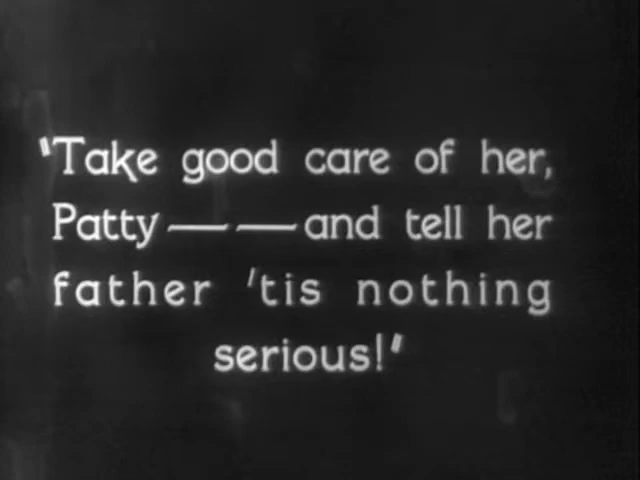 "Take good care of her,
Patty — — and tell her
father 'tis nothing
serious!"